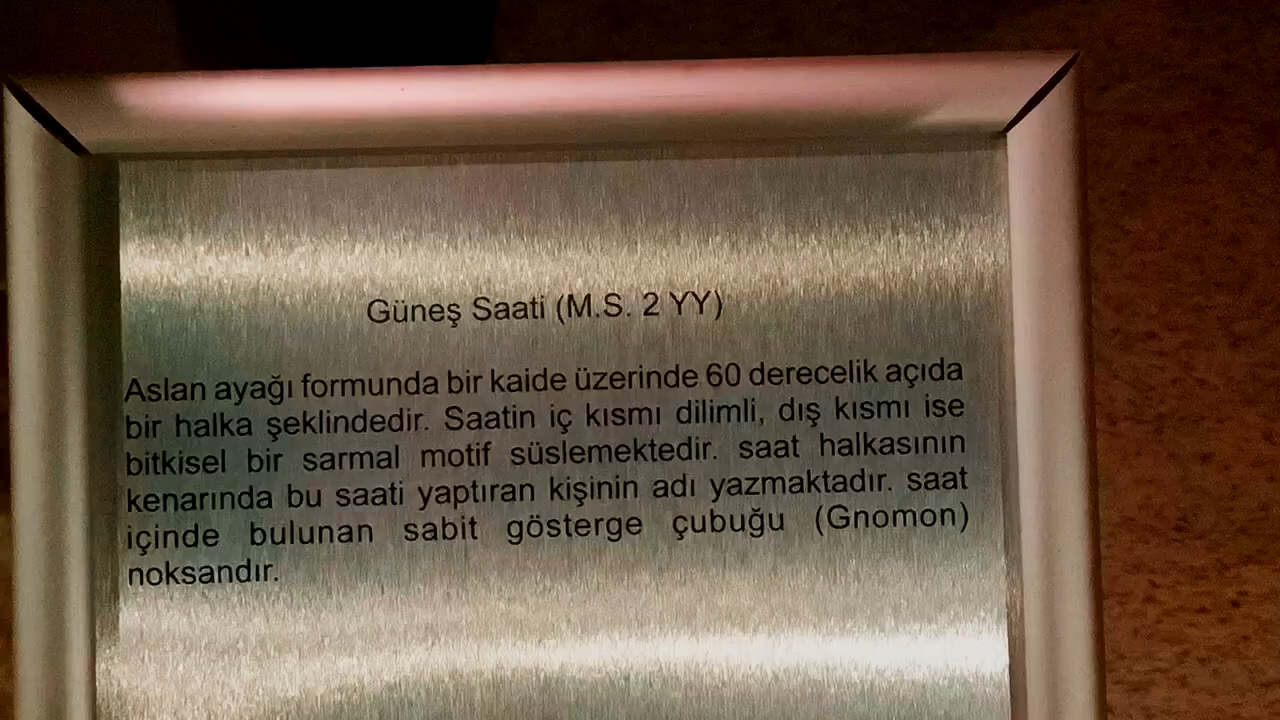 Güneş Saati (M.S. 2 YY)
Aslan ayağı formunda bir kaide üzerinde 60 derecelik açıda
bir halka şeklindedir. Saatin iç kısmı dilimli, dış kısmı ise
bitkisel bir sarmal motif süslemektedir. saat halkasının
kenarında bu saati yaptıran kişinin adı yazmaktadır. saat
içinde bulunan sabit gösterge çubuğu (Gnomon)
noksandır.